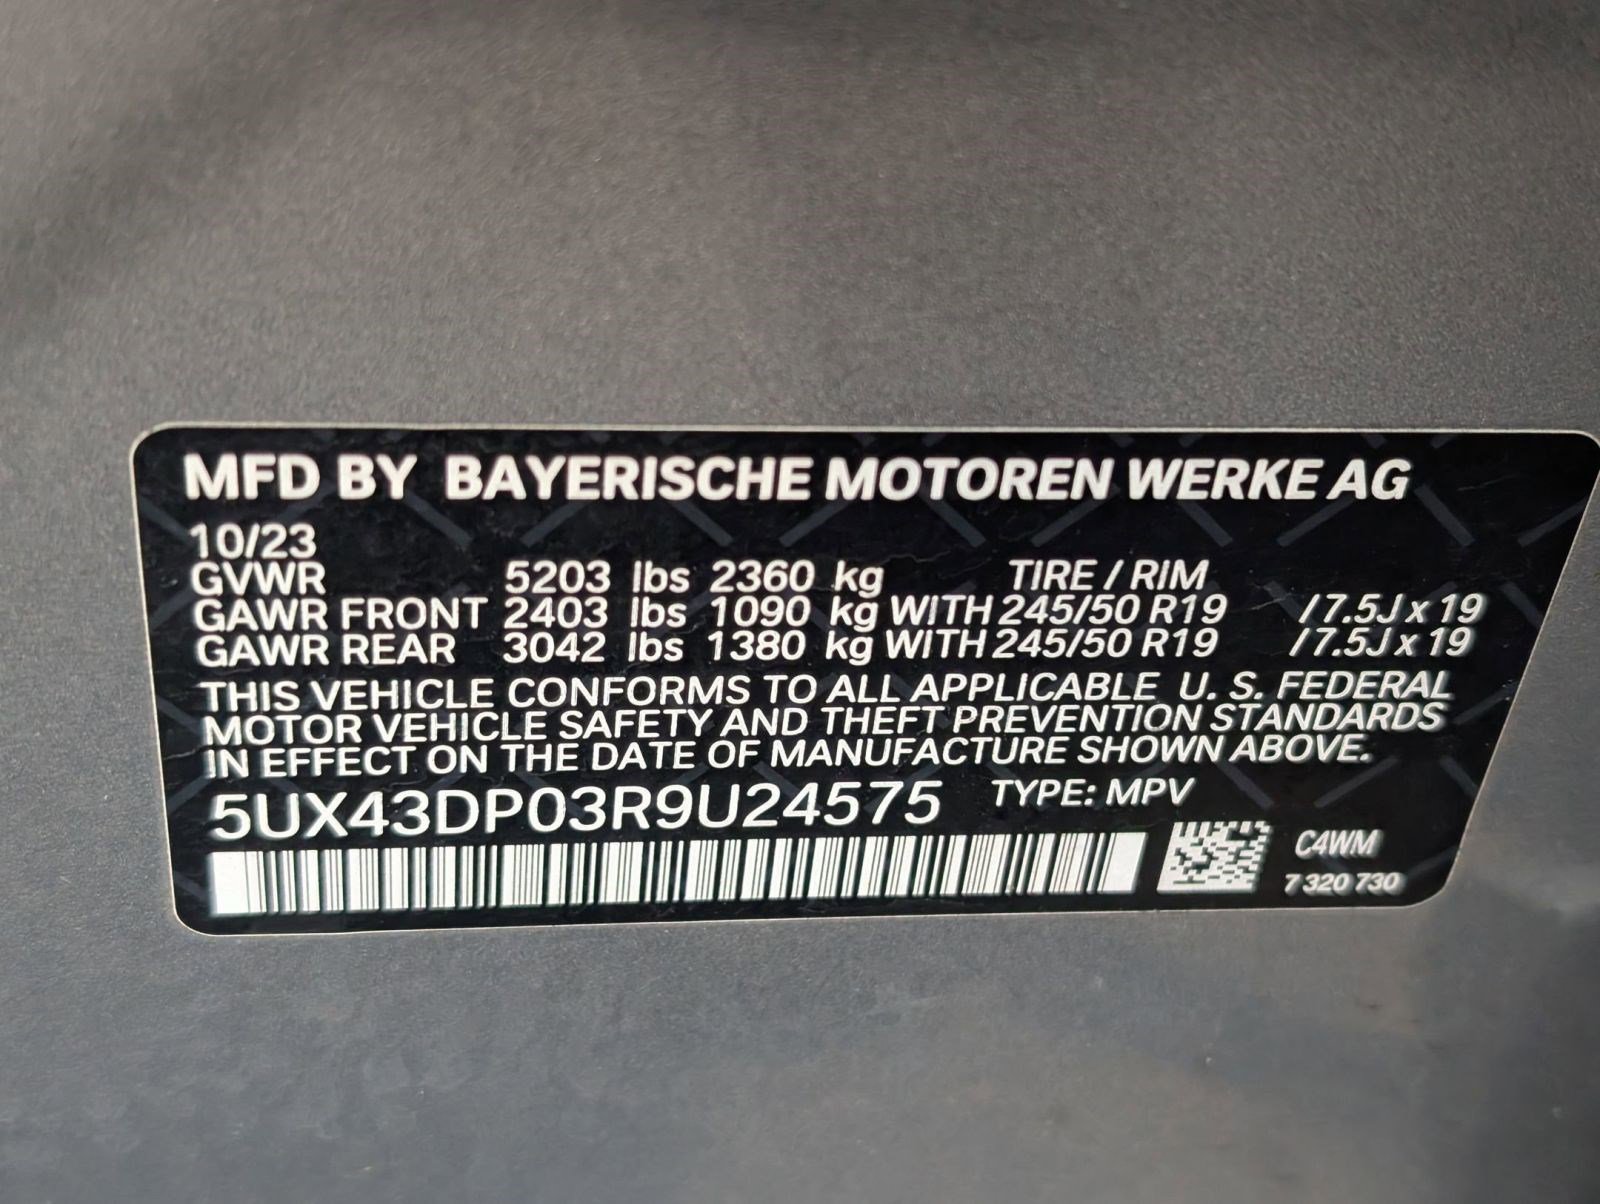 MFD BY BAYERISCHE MOTOREN WERKE AG
10/23
GVWR 5203 lbs 2360 kg TIRE / RIM
GAWR FRONT 2403 lbs 1090 kg WITH 245/50 R19 /7.5J x 19
GAWR REAR 3042 lbs 1380 kg WITH 245/50 R19 /7.5J x 19
THIS VEHICLE CONFORMS TO ALL APPLICABLE U. S. FEDERAL
MOTOR VEHICLE SAFETY AND THEFT PREVENTION STANDARDS
IN EFFECT ON THE DATE OF MANUFACTURE SHOWN ABOVE.
5UX43DP03R9U24575 TYPE: MPV
C4WM
7 320 730